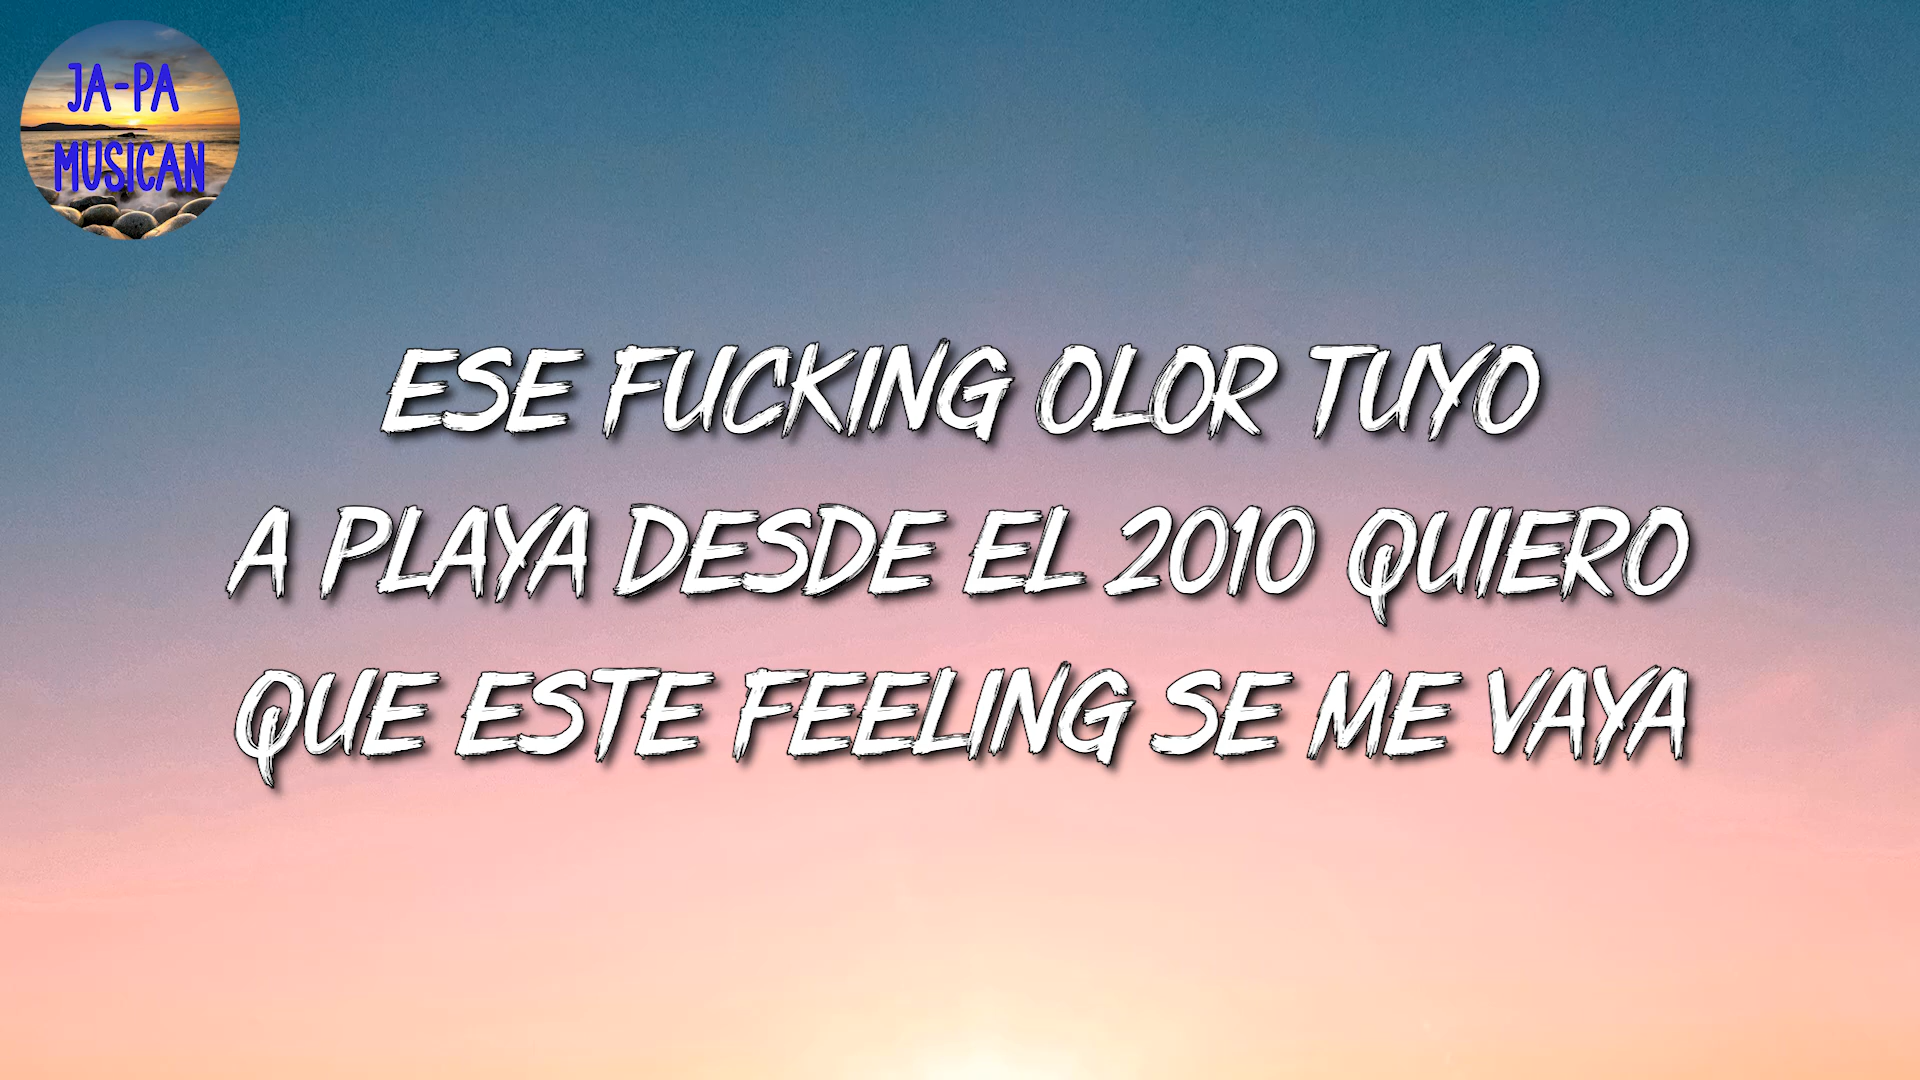 JA-PA
MUSICAN
ESE FUCKING OLOR TUYO
A PLAYA DESDE EL 2010 QUIERO
QUE ESTE FEELING SE ME VAYA